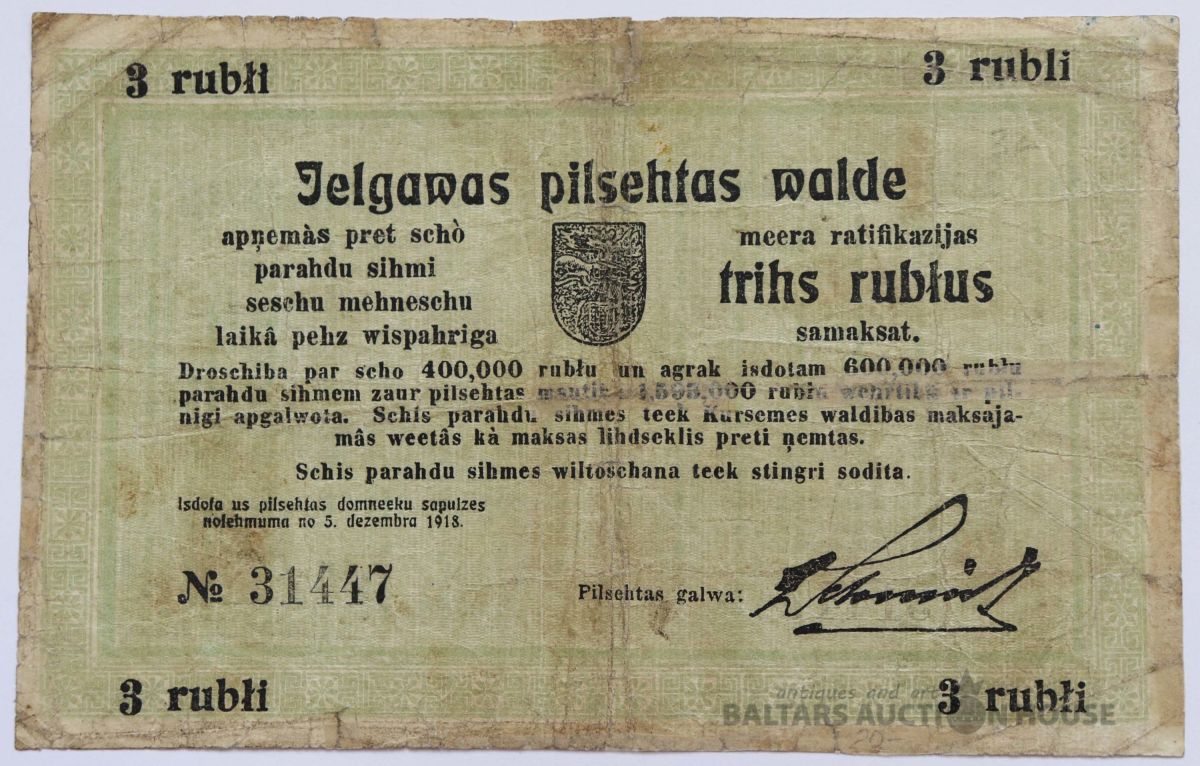 3 rubłi
3 rubli
Jelgawas pilsehtas walde
apņemàs pret schò
parahdu sihmi
seschu mehneschu
laikâ pehz wispahriga
meera ratifikazijas
trihs rubłus
samaksat.
Droschiba par scho 400,000 rubłu un agrak isdotam 600,000 rubłu
parahdu sihmem zaur pilsehtas ar pil-
nigi apgalwota. Schis parahdu sihmes teek Kursemes waldibas maksaja-
mâs weetâs kà maksas lihdseklis preti ņemtas.
Schis parahdu sihmes wiltoschana teek stingri sodita.
Isdota us pilsehtas domneeku sapulzes
nolehmuma no 5. dezembra 1918.
№ 31447
Pilsehtas galwa:
3 rubłi
3 rubłi
antiques and art
BALTARS AUCTION HOUSE